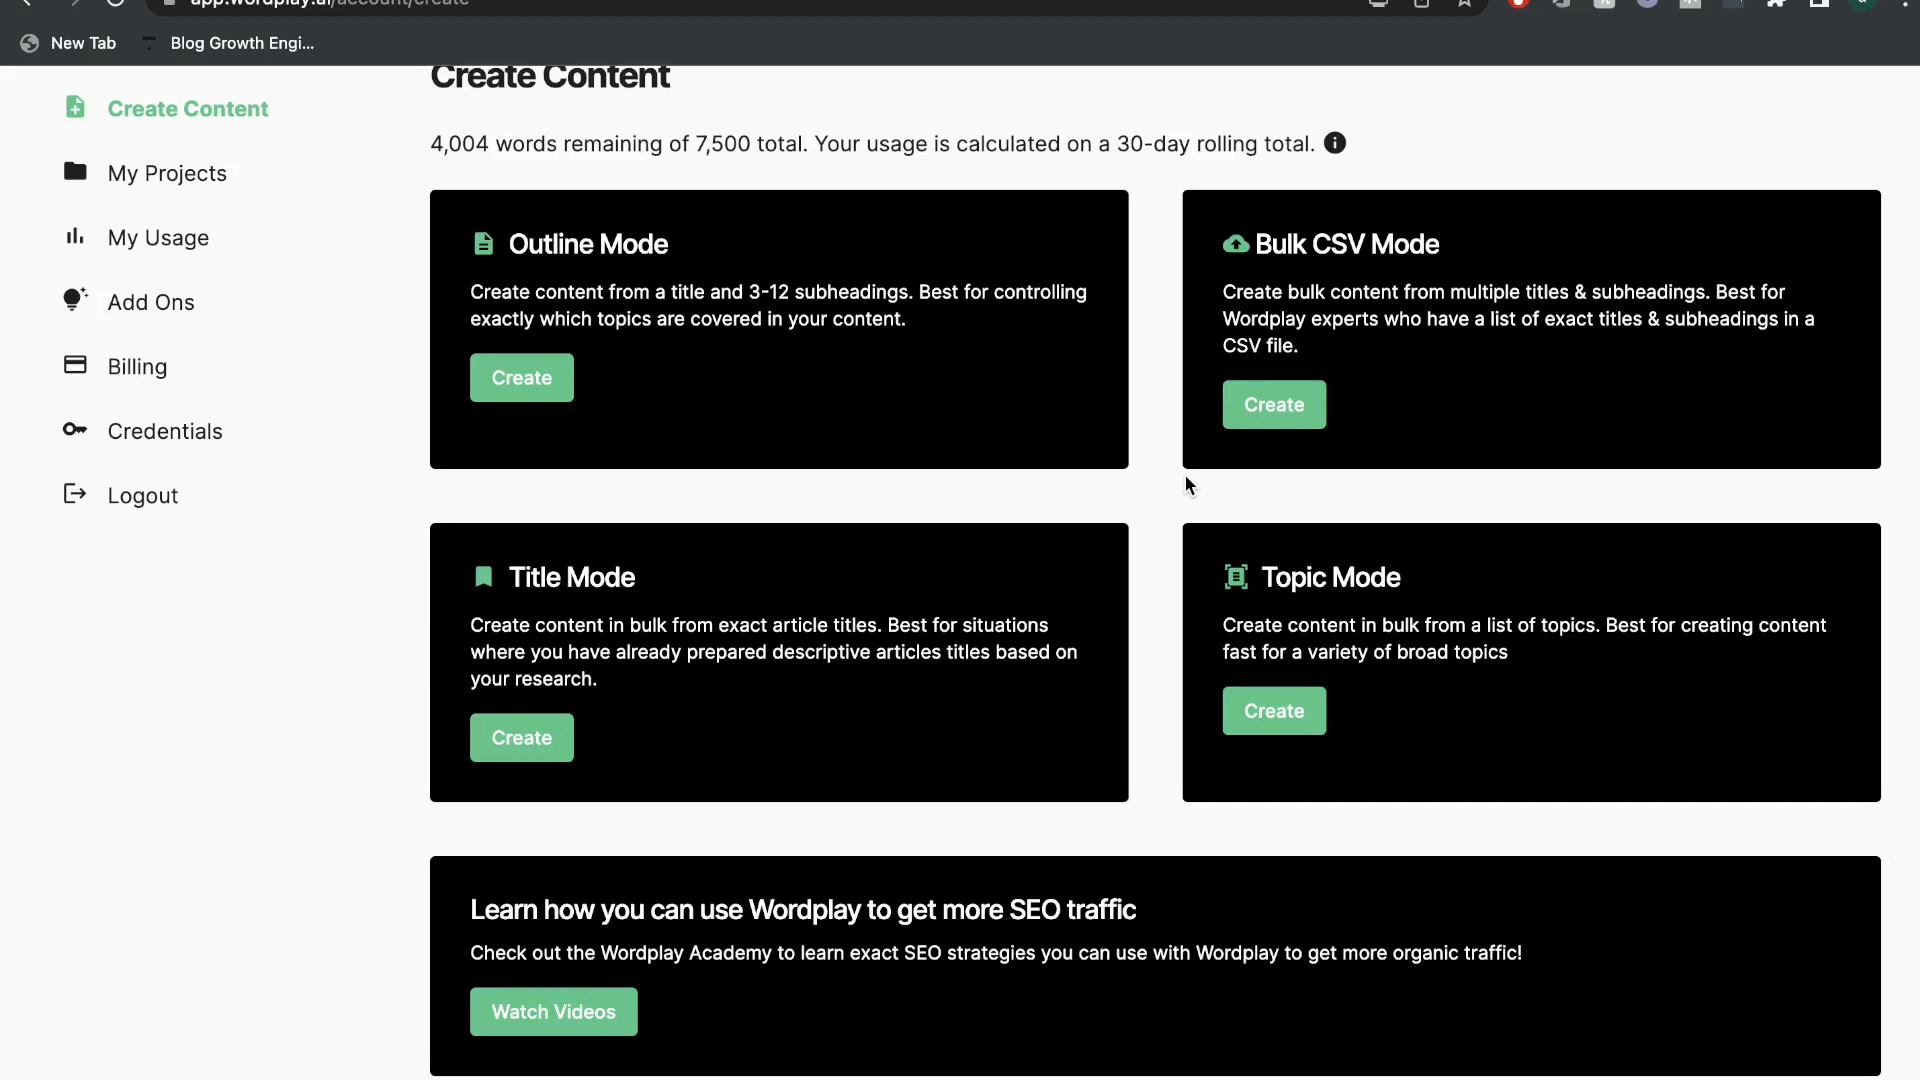 app.wordplay.ai/account/create
New Tab
Blog Growth Engi...
Create Content
My Projects
My Usage
Add Ons
Billing
Credentials
Logout
Create Content
4,004 words remaining of 7,500 total. Your usage is calculated on a 30-day rolling total.
Outline Mode
Create content from a title and 3-12 subheadings. Best for controlling
exactly which topics are covered in your content.
Create
Bulk CSV Mode
Create bulk content from multiple titles & subheadings. Best for
Wordplay experts who have a list of exact titles & subheadings in a
CSV file.
Create
Title Mode
Create content in bulk from exact article titles. Best for situations
where you have already prepared descriptive articles titles based on
your research.
Create
Topic Mode
Create content in bulk from a list of topics. Best for creating content
fast for a variety of broad topics
Create
Learn how you can use Wordplay to get more SEO traffic
Check out the Wordplay Academy to learn exact SEO strategies you can use with Wordplay to get more organic traffic!
Watch Videos